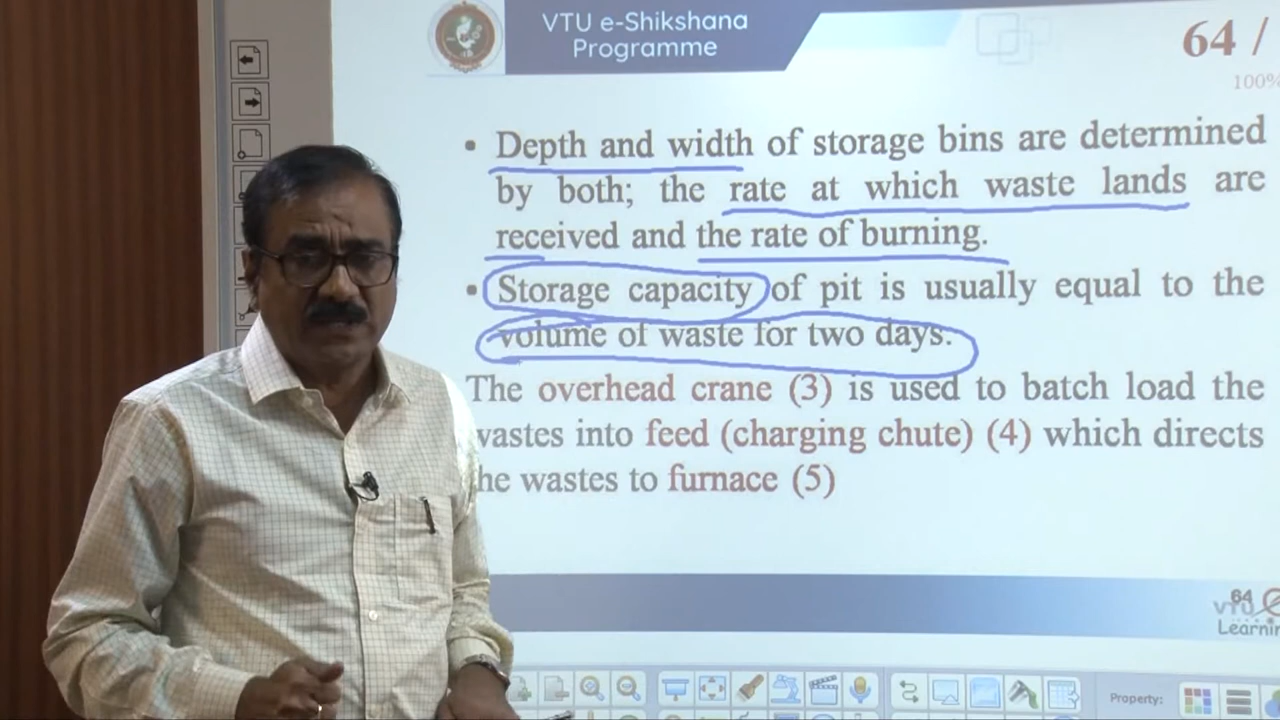 VTU e-Shikshana
Programme
64 /
100%
• Depth and width of storage bins are determined
by both; the rate at which waste lands are
received and the rate of burning.
• Storage capacity of pit is usually equal to the
volume of waste for two days.
The overhead crane (3) is used to batch load the
wastes into feed (charging chute) (4) which directs
the wastes to furnace (5)
64
VTU
Learnin
Property: